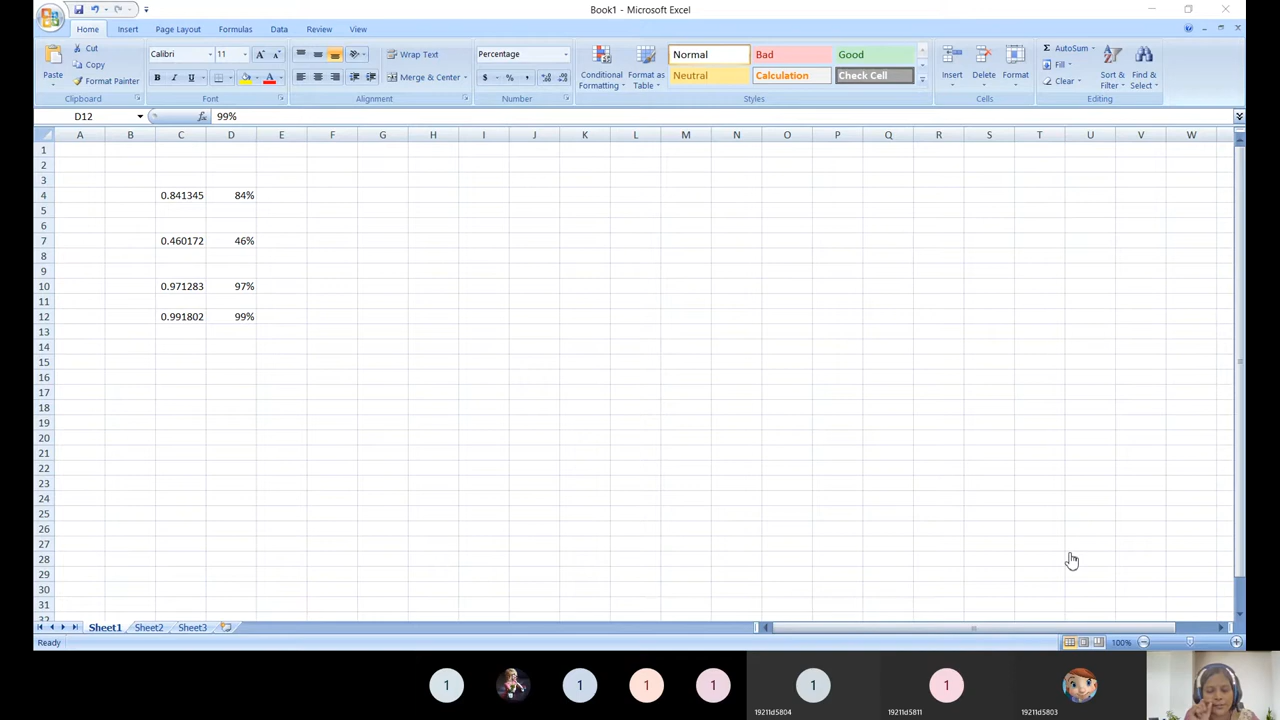 Book1 - Microsoft Excel
Home Insert Page Layout Formulas Data Review View
Paste
Cut
Copy
Format Painter
Clipboard
Calibri 11
B I U
Font
Wrap Text
Merge & Center
Alignment
Percentage
$ % ,
Number
Conditional Formatting
Format as Table
Normal Bad Good
Neutral Calculation Check Cell
Styles
Insert Delete Format
Cells
AutoSum
Fill
Clear
Sort & Filter
Find & Select
Editing
D12 fx 99%
A B C D E F G H I J K L M N O P Q R S T U V W
1
2
3
4 0.841345 84%
5
6
7 0.460172 46%
8
9
10 0.971283 97%
11
12 0.991802 99%
13
14
15
16
17
18
19
20
21
22
23
24
25
26
27
28
29
30
31
32
Sheet1 Sheet2 Sheet3
Ready 100%
1 1 1 1 1 1
19211d5804 19211d5811 19211d5803